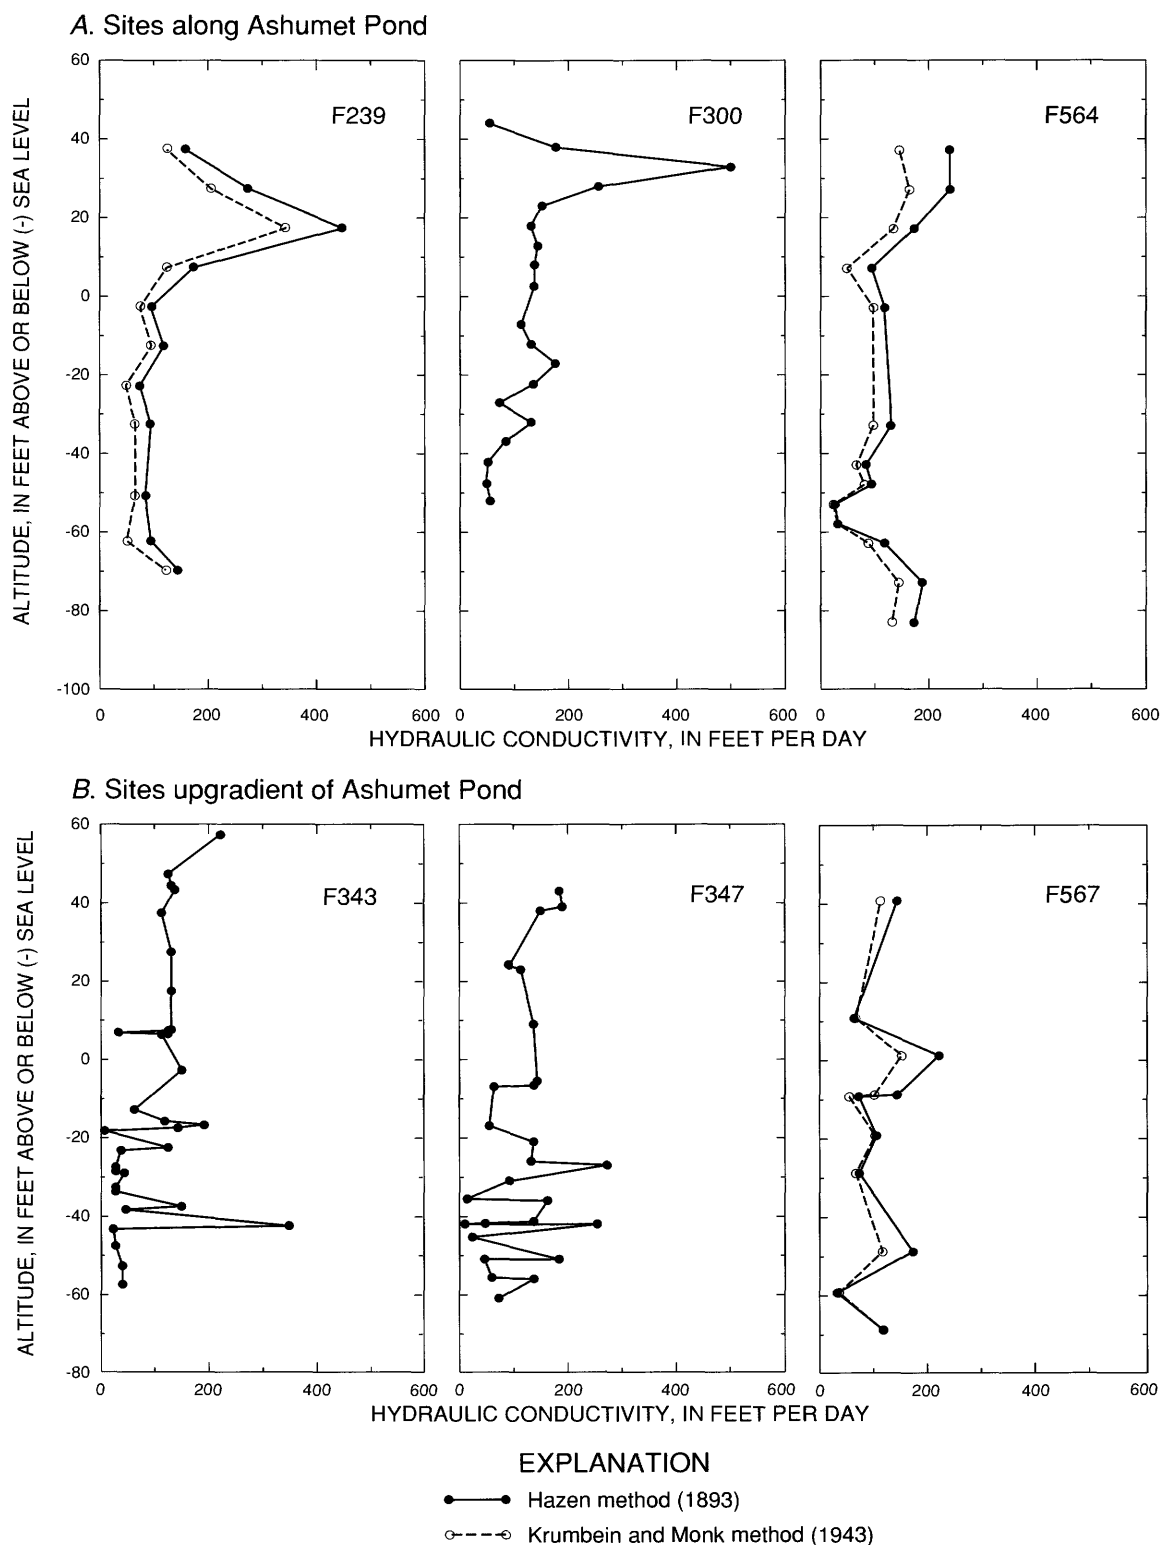 A. Sites along Ashumet Pond
ALTITUDE, IN FEET ABOVE OR BELOW (-) SEA LEVEL
60
40
20
0
-20
-40
-60
-80
-100
F239
F300
F564
0 200 400 600 0 200 400 600 0 200 400 600
HYDRAULIC CONDUCTIVITY, IN FEET PER DAY
B. Sites upgradient of Ashumet Pond
ALTITUDE, IN FEET ABOVE OR BELOW (-) SEA LEVEL
60
40
20
0
-20
-40
-60
-80
F343
F347
F567
0 200 400 600 0 200 400 600 0 200 400 600
HYDRAULIC CONDUCTIVITY, IN FEET PER DAY
EXPLANATION
Hazen method (1893)
Krumbein and Monk method (1943)